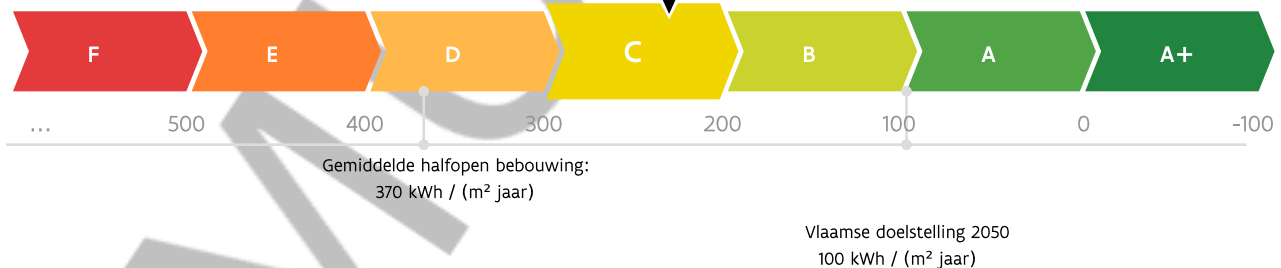 F E D C B A A+
... 500 400 300 200 100 0 -100
Gemiddelde halfopen bebouwing:
370 kWh / (m² jaar)
Vlaamse doelstelling 2050
100 kWh / (m² jaar)